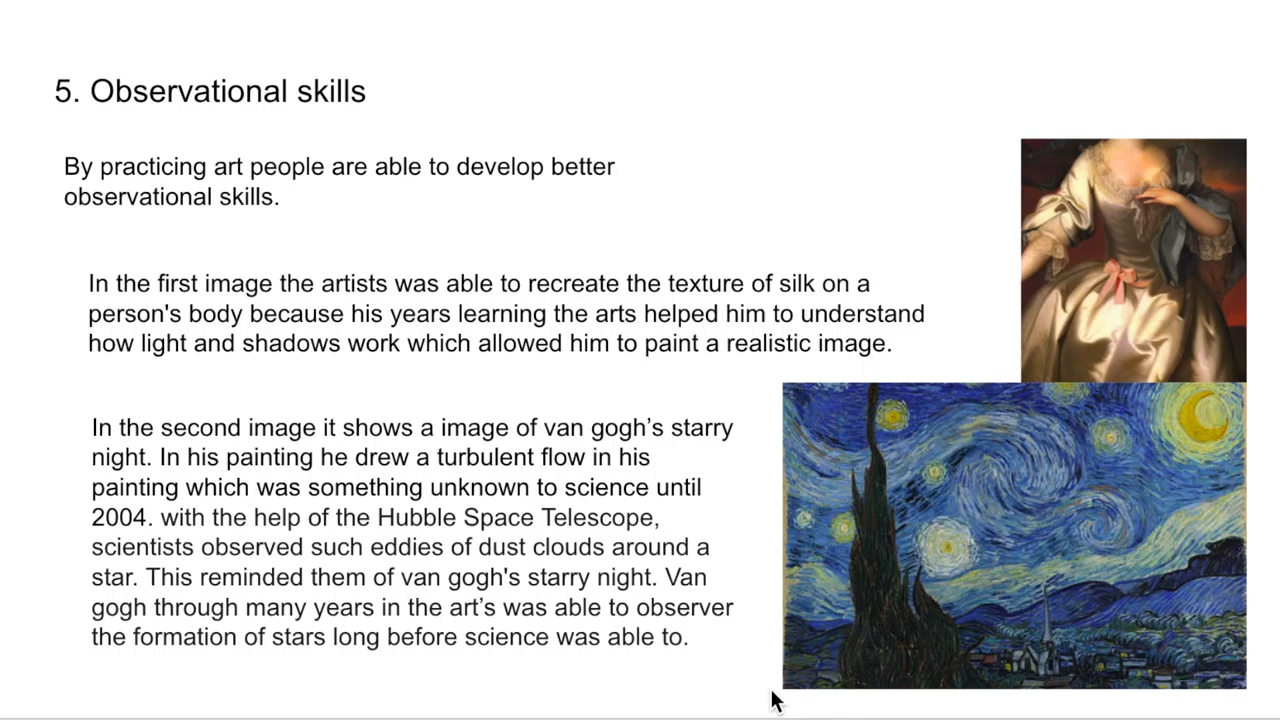 5. Observational skills
By practicing art people are able to develop better
observational skills.
In the first image the artists was able to recreate the texture of silk on a
person's body because his years learning the arts helped him to understand
how light and shadows work which allowed him to paint a realistic image.
In the second image it shows a image of van gogh’s starry
night. In his painting he drew a turbulent flow in his
painting which was something unknown to science until
2004. with the help of the Hubble Space Telescope,
scientists observed such eddies of dust clouds around a
star. This reminded them of van gogh's starry night. Van
gogh through many years in the art’s was able to observer
the formation of stars long before science was able to.